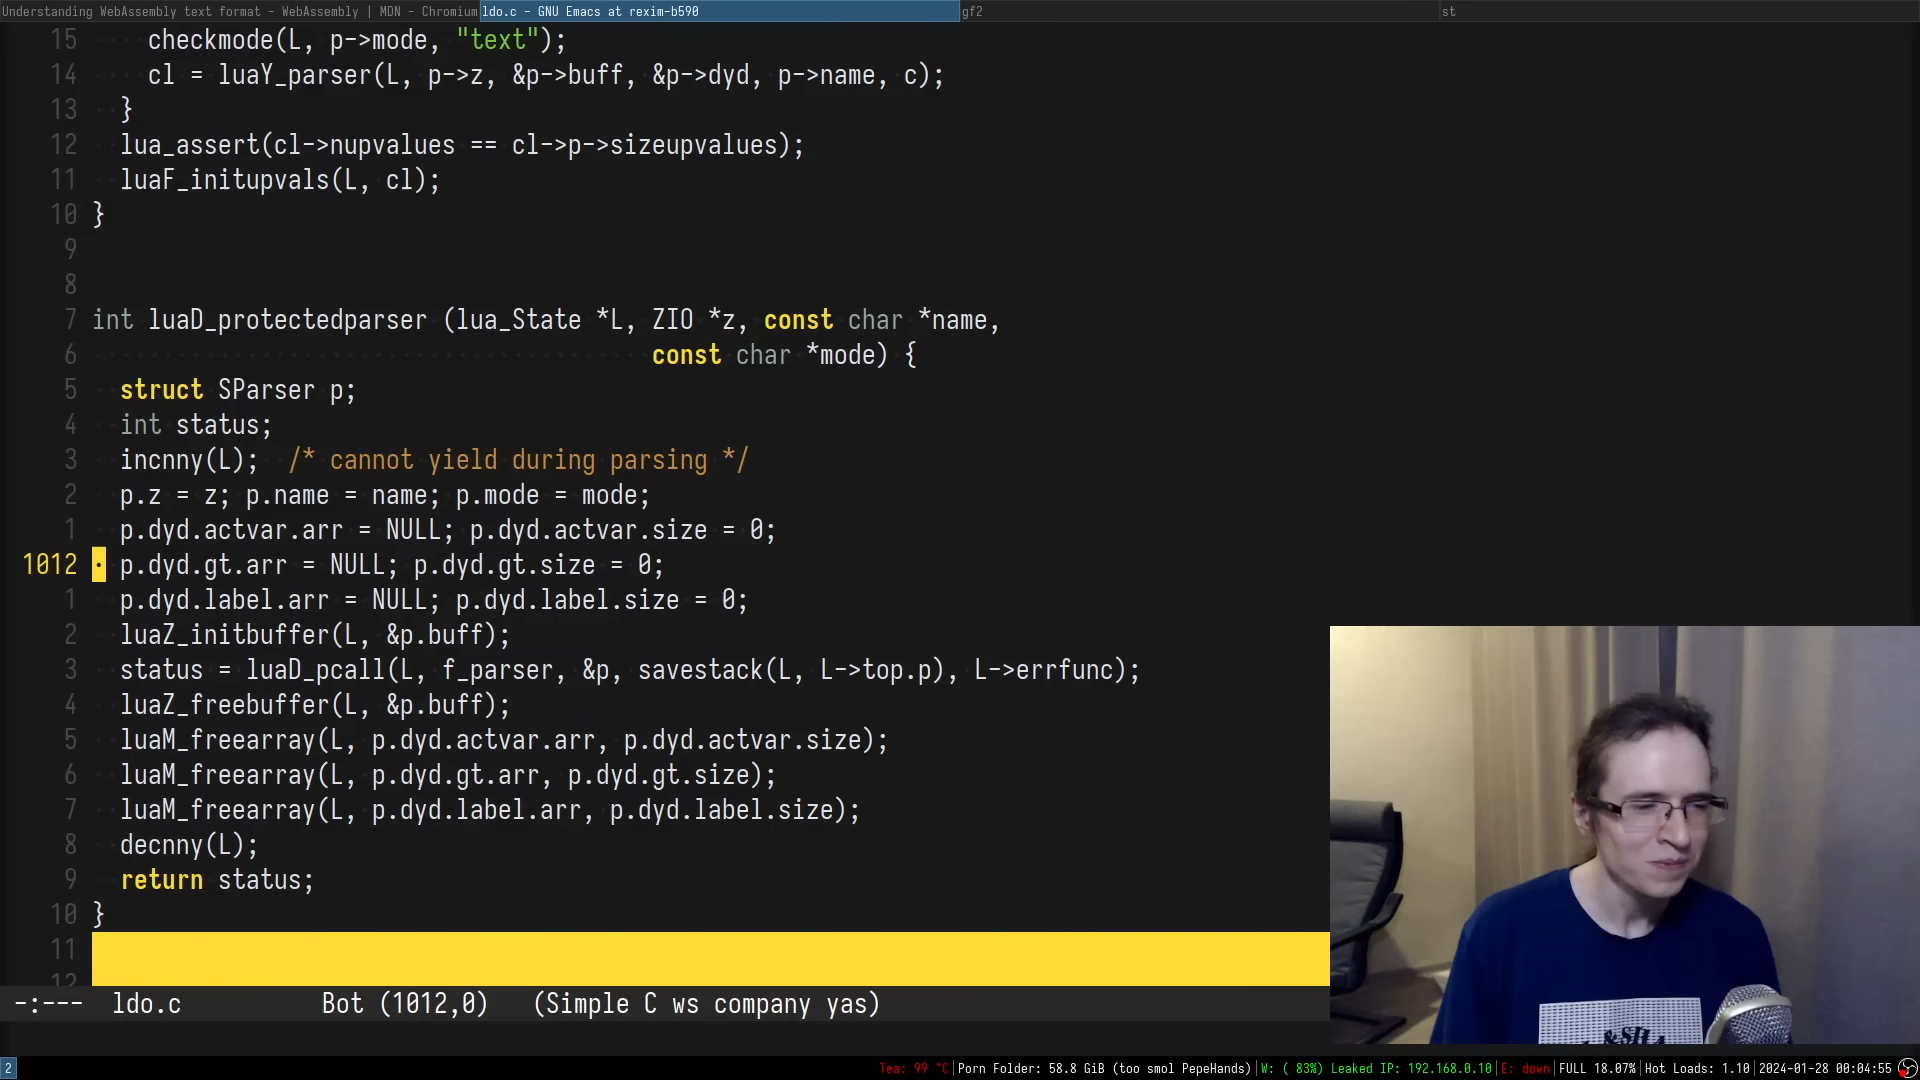 Understanding WebAssembly text format - WebAssembly | MDN - Chromium ldo.c - GNU Emacs at rexim-b590 gf2 st
15 checkmode(L, p->mode, "text");
14 cl = luaY_parser(L, p->z, &p->buff, &p->dyd, p->name, c);
13 }
12 lua_assert(cl->nupvalues == cl->p->sizeupvalues);
11 luaF_initupvals(L, cl);
10 }
9
8
7 int luaD_protectedparser (lua_State *L, ZIO *z, const char *name,
6 const char *mode) {
5 struct SParser p;
4 int status;
3 incnny(L); /* cannot yield during parsing */
2 p.z = z; p.name = name; p.mode = mode;
1 p.dyd.actvar.arr = NULL; p.dyd.actvar.size = 0;
1012 p.dyd.gt.arr = NULL; p.dyd.gt.size = 0;
1 p.dyd.label.arr = NULL; p.dyd.label.size = 0;
2 luaZ_initbuffer(L, &p.buff);
3 status = luaD_pcall(L, f_parser, &p, savestack(L, L->top.p), L->errfunc);
4 luaZ_freebuffer(L, &p.buff);
5 luaM_freearray(L, p.dyd.actvar.arr, p.dyd.actvar.size);
6 luaM_freearray(L, p.dyd.gt.arr, p.dyd.gt.size);
7 luaM_freearray(L, p.dyd.label.arr, p.dyd.label.size);
8 decnny(L);
9 return status;
10 }
11
12
-:--- ldo.c Bot (1012,0) (Simple C ws company yas)
2 Tea: 99 °C|Porn Folder: 58.8 GiB (too smol PepeHands)|W: ( 83%) Leaked IP: 192.168.0.10|E: down|FULL 18.07%|Hot Loads: 1.10|2024-01-28 00:04:55